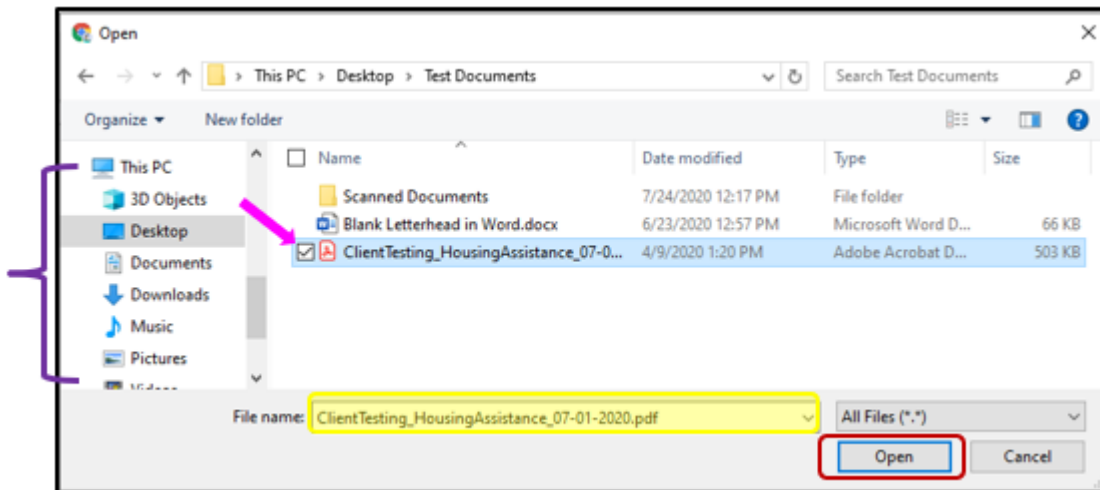 Open
This PC > Desktop > Test Documents
Search Test Documents
Organize
New folder
Name Date modified Type Size
This PC
3D Objects
Desktop
Documents
Downloads
Music
Pictures
Videos
Scanned Documents 7/24/2020 12:17 PM File folder
Blank Letterhead in Word.docx 6/23/2020 12:57 PM Microsoft Word D... 66 KB
ClientTesting_HousingAssistance_07-0... 4/9/2020 1:20 PM Adobe Acrobat D... 503 KB
File name: ClientTesting_HousingAssistance_07-01-2020.pdf All Files (*.*)
Open Cancel